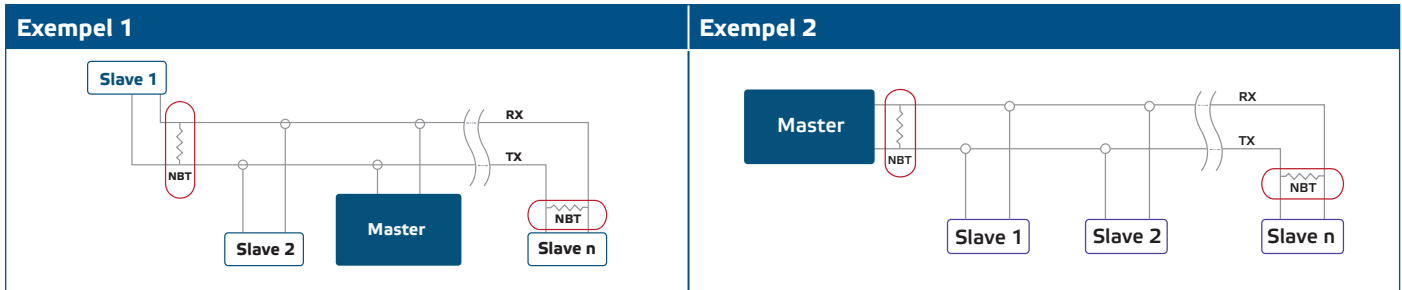 Exempel 1
Slave 1
RX
TX
NBT
NBT
Master
Slave 2
Slave n
Exempel 2
Master
RX
TX
NBT
NBT
Slave 1
Slave 2
Slave n